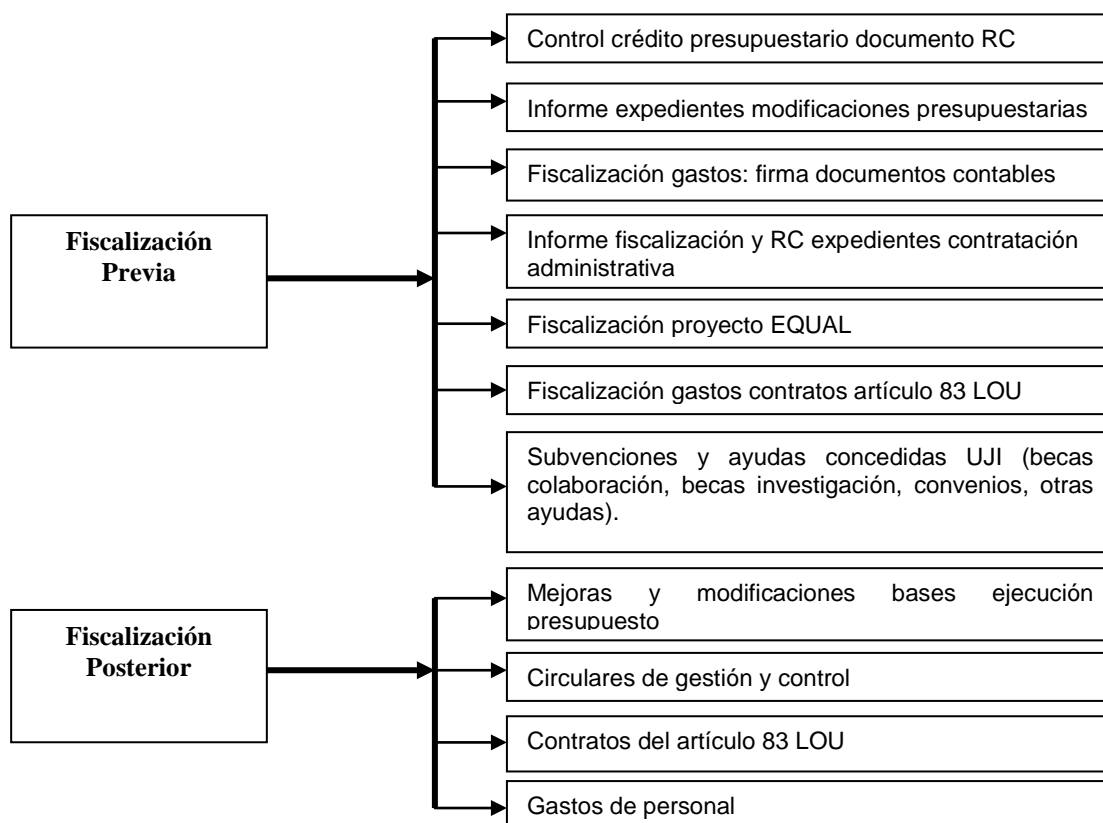 Control crédito presupuestario documento RC
Informe expedientes modificaciones presupuestarias
Fiscalización gastos: firma documentos contables
Fiscalización
Previa
Informe fiscalización y RC expedientes contratación
administrativa
Fiscalización proyecto EQUAL
Fiscalización gastos contratos artículo 83 LOU
Subvenciones y ayudas concedidas UJI (becas
colaboración, becas investigación, convenios, otras
ayudas).
Mejoras y modificaciones bases ejecución
presupuesto
Fiscalización
Posterior
Circulares de gestión y control
Contratos del artículo 83 LOU
Gastos de personal